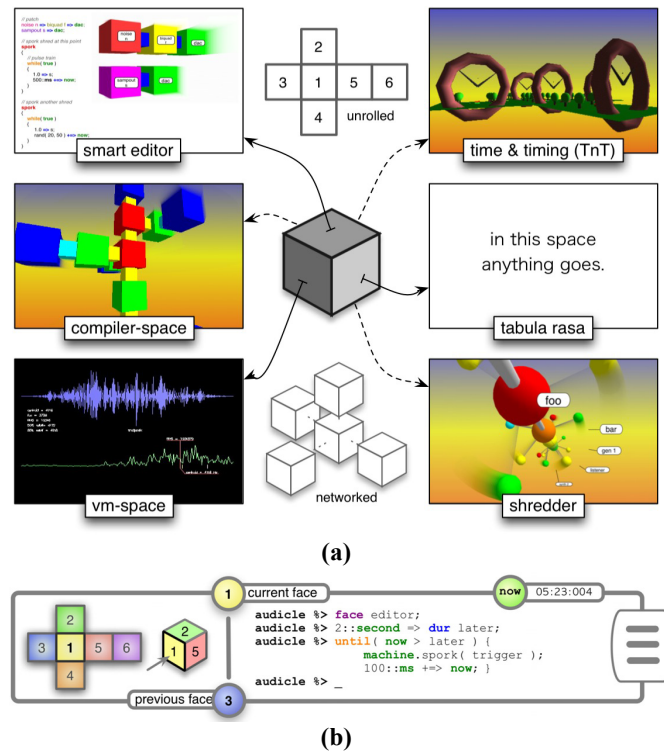 // patch
noise n => biquad f => dac;
sampout s => dac;
// spork shred at this point
spork
{
// pulse train
while( true )
{
1.0 => s;
500::ms +=> now;
}
}
// spork another shred
spork
{
while( true )
{
1.0 => s;
rand( 20, 50 ) +=> now;
}
}
noise
n
biquad
f
dac
sampout
s
dac
smart editor
2
3 1 5 6
4
unrolled
time & timing (TnT)
compiler-space
in this space
anything goes.
tabula rasa
vm-space
networked
foo
bar
gen 1
listener
shredder
(a)
1 current face
now 05:23:004
2
3 1 5 6
4
2
1 5
audicle %> face editor;
audicle %> 2::second => dur later;
audicle %> until( now > later ) {
machine.spork( trigger );
100::ms +=> now; }
audicle %> _
previous face 3
(b)